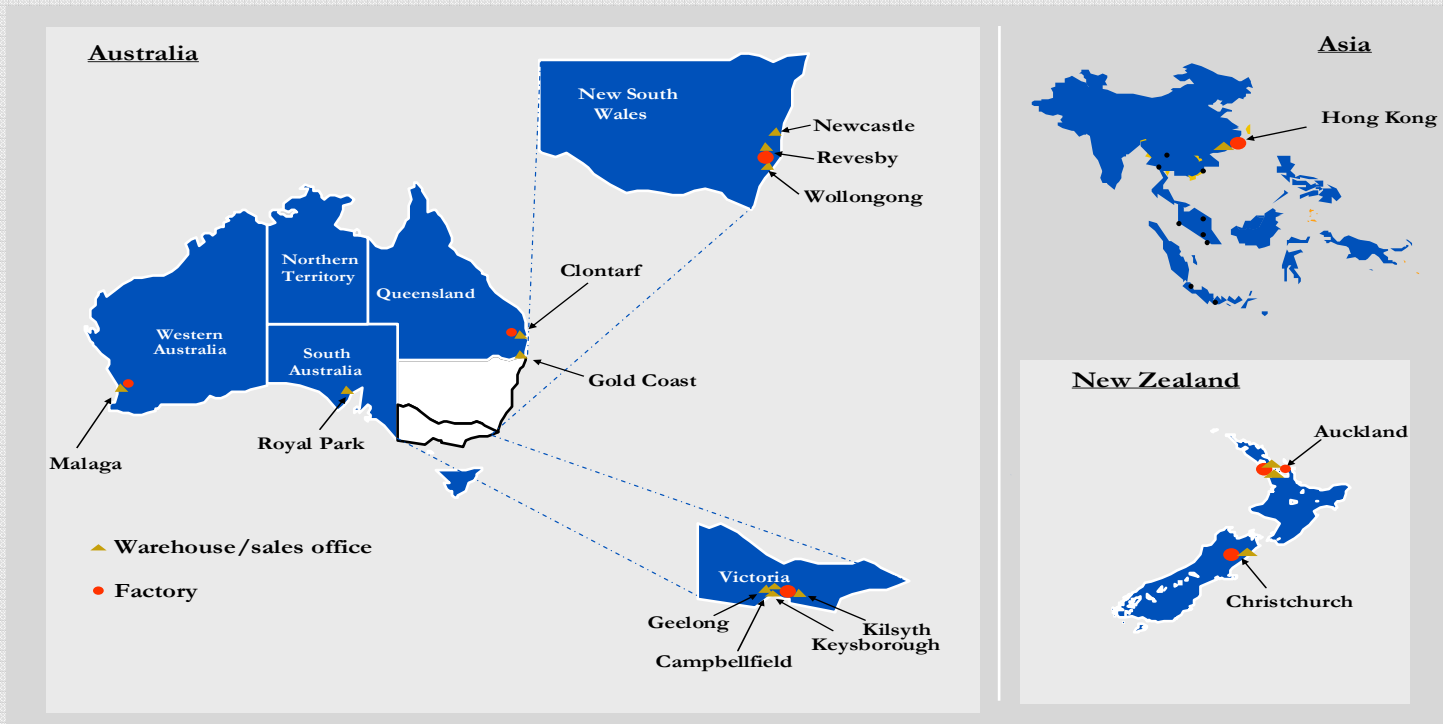 Australia
New South
Wales
Newcastle
Revesby
Wollongong
Clontarf
Northern
Territory
Queensland
Western
Australia
South
Australia
Gold Coast
Royal Park
Malaga
Warehouse/sales office
Factory
Victoria
Geelong
Kilsyth
Keysborough
Campbellfield
Asia
Hong Kong
New Zealand
Auckland
Christchurch